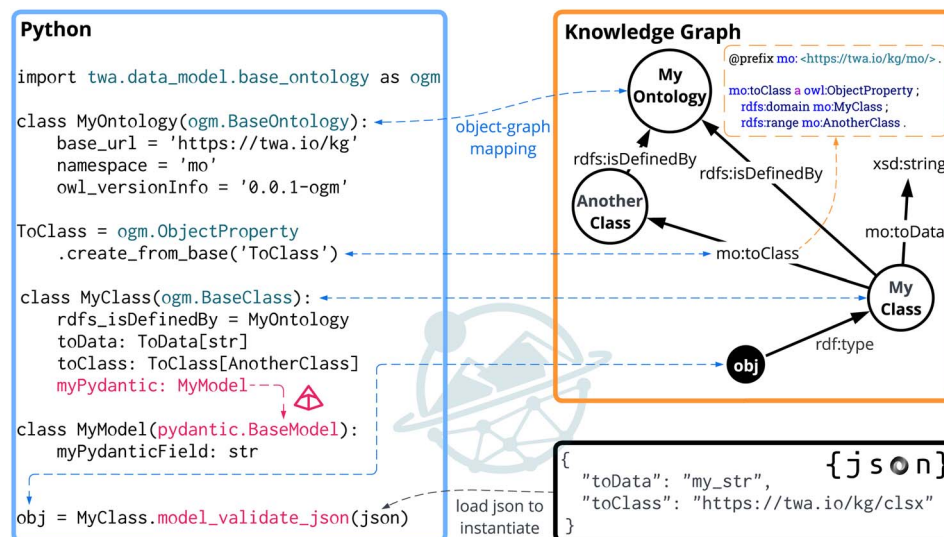 Python
import twa.data_model.base_ontology as ogm
class MyOntology(ogm.BaseOntology):
base_url = 'https://twa.io/kg'
namespace = 'mo'
owl_versionInfo = '0.0.1-ogm'
ToClass = ogm.ObjectProperty
.create_from_base('ToClass')
class MyClass(ogm.BaseClass):
rdfs_isDefinedBy = MyOntology
toData: ToData[str]
toClass: ToClass[AnotherClass]
myPydantic: MyModel
class MyModel(pydantic.BaseModel):
myPydanticField: str
obj = MyClass.model_validate_json(json)
object-graph
mapping
load json to
instantiate
Knowledge Graph
My
Ontology
@prefix mo: <https://twa.io/kg/mo/> .
mo:toClass a owl:ObjectProperty ;
rdfs:domain mo:MyClass ;
rdfs:range mo:AnotherClass .
rdfs:isDefinedBy
rdfs:isDefinedBy
xsd:string
Another
Class
mo:toData
mo:toClass
My
Class
rdf:type
obj
{json}
{
"toData": "my_str",
"toClass": "https://twa.io/kg/clsx"
}